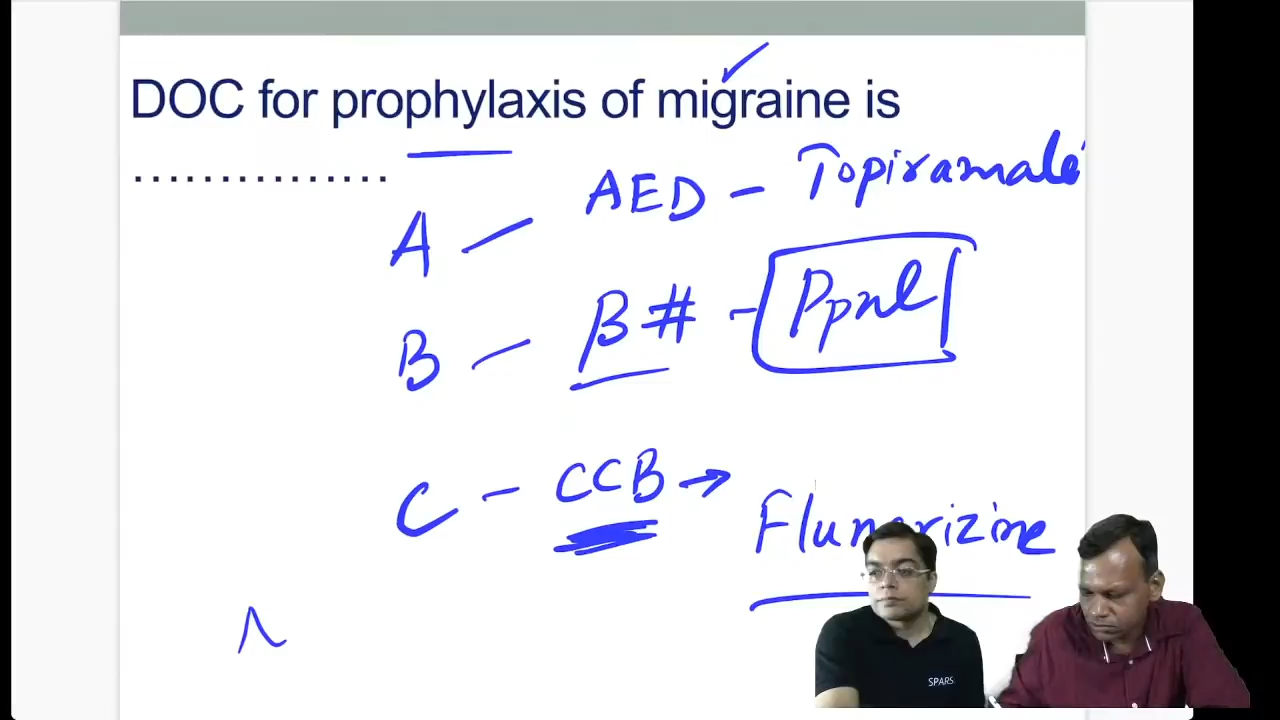 DOC for prophylaxis of migraine is
……………
A – AED – Topiramate
B – β# – Ppnl
C – CCB → Flunarizine
SPARS